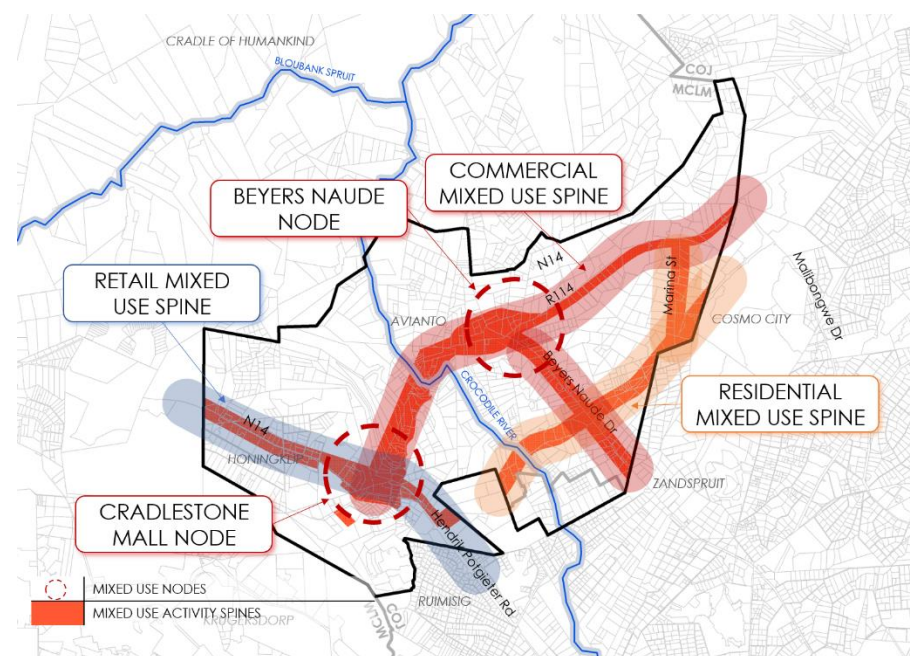 CRADLE OF HUMANKIND
BLOUBANK SPRUIT
COJ
MCLM
COMMERCIAL
MIXED USE SPINE
BEYERS NAUDE
NODE
RETAIL MIXED
USE SPINE
N14
R114
Marina St
Malibongwe Dr
AVIANTO
COSMO CITY
CROCODILE RIVER
Beyers Naude Dr
RESIDENTIAL
MIXED USE SPINE
N14
HONINGKLIP
ZANDSPRUIT
CRADLESTONE
MALL NODE
Hendrik Potgieter Rd
MIXED USE NODES
RUIMISIG
MIXED USE ACTIVITY SPINES
KRUGERSDORP
COJ
MCLM